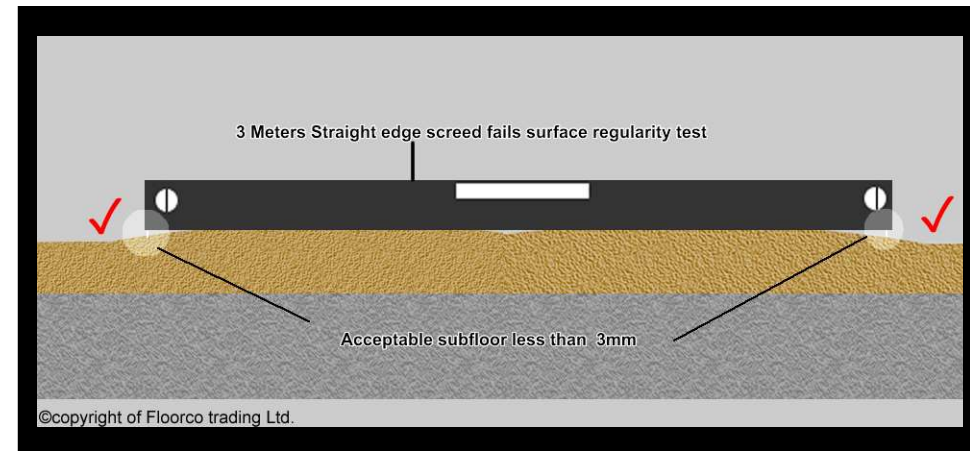 3 Meters Straight edge screed fails surface regularity test
Acceptable subfloor less than 3mm
©copyright of Floorco trading Ltd.